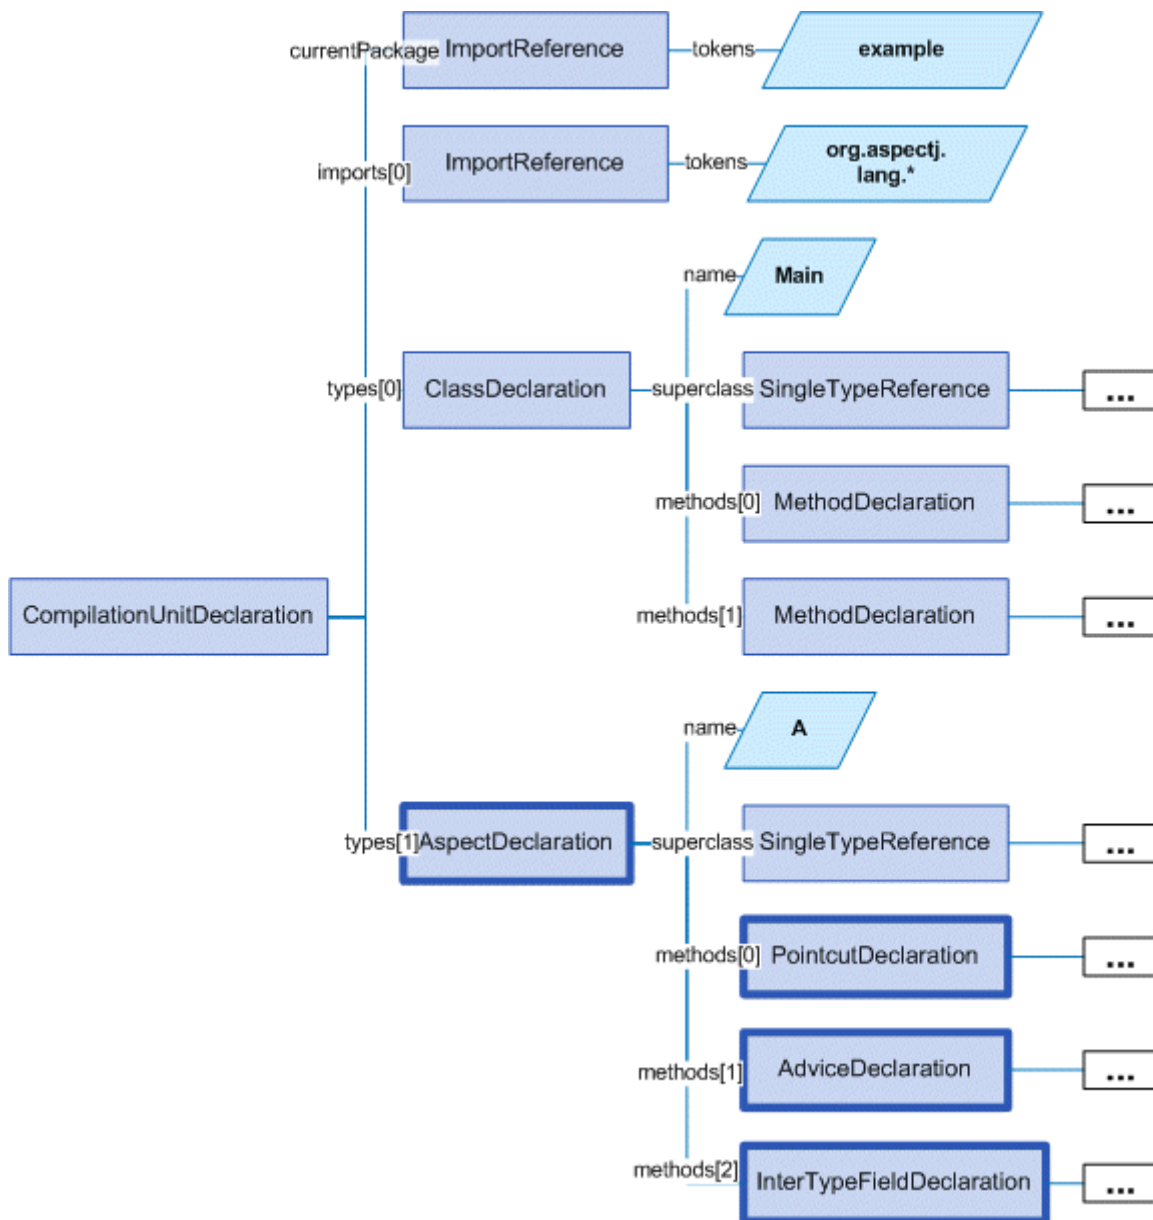 currentPackage ImportReference tokens example
imports[0] ImportReference tokens org.aspectj.
lang.*
name Main
types[0] ClassDeclaration superclass SingleTypeReference ...
methods[0] MethodDeclaration ...
CompilationUnitDeclaration methods[1] MethodDeclaration ...
name A
types[1] AspectDeclaration superclass SingleTypeReference ...
methods[0] PointcutDeclaration ...
methods[1] AdviceDeclaration ...
methods[2] InterTypeFieldDeclaration ...